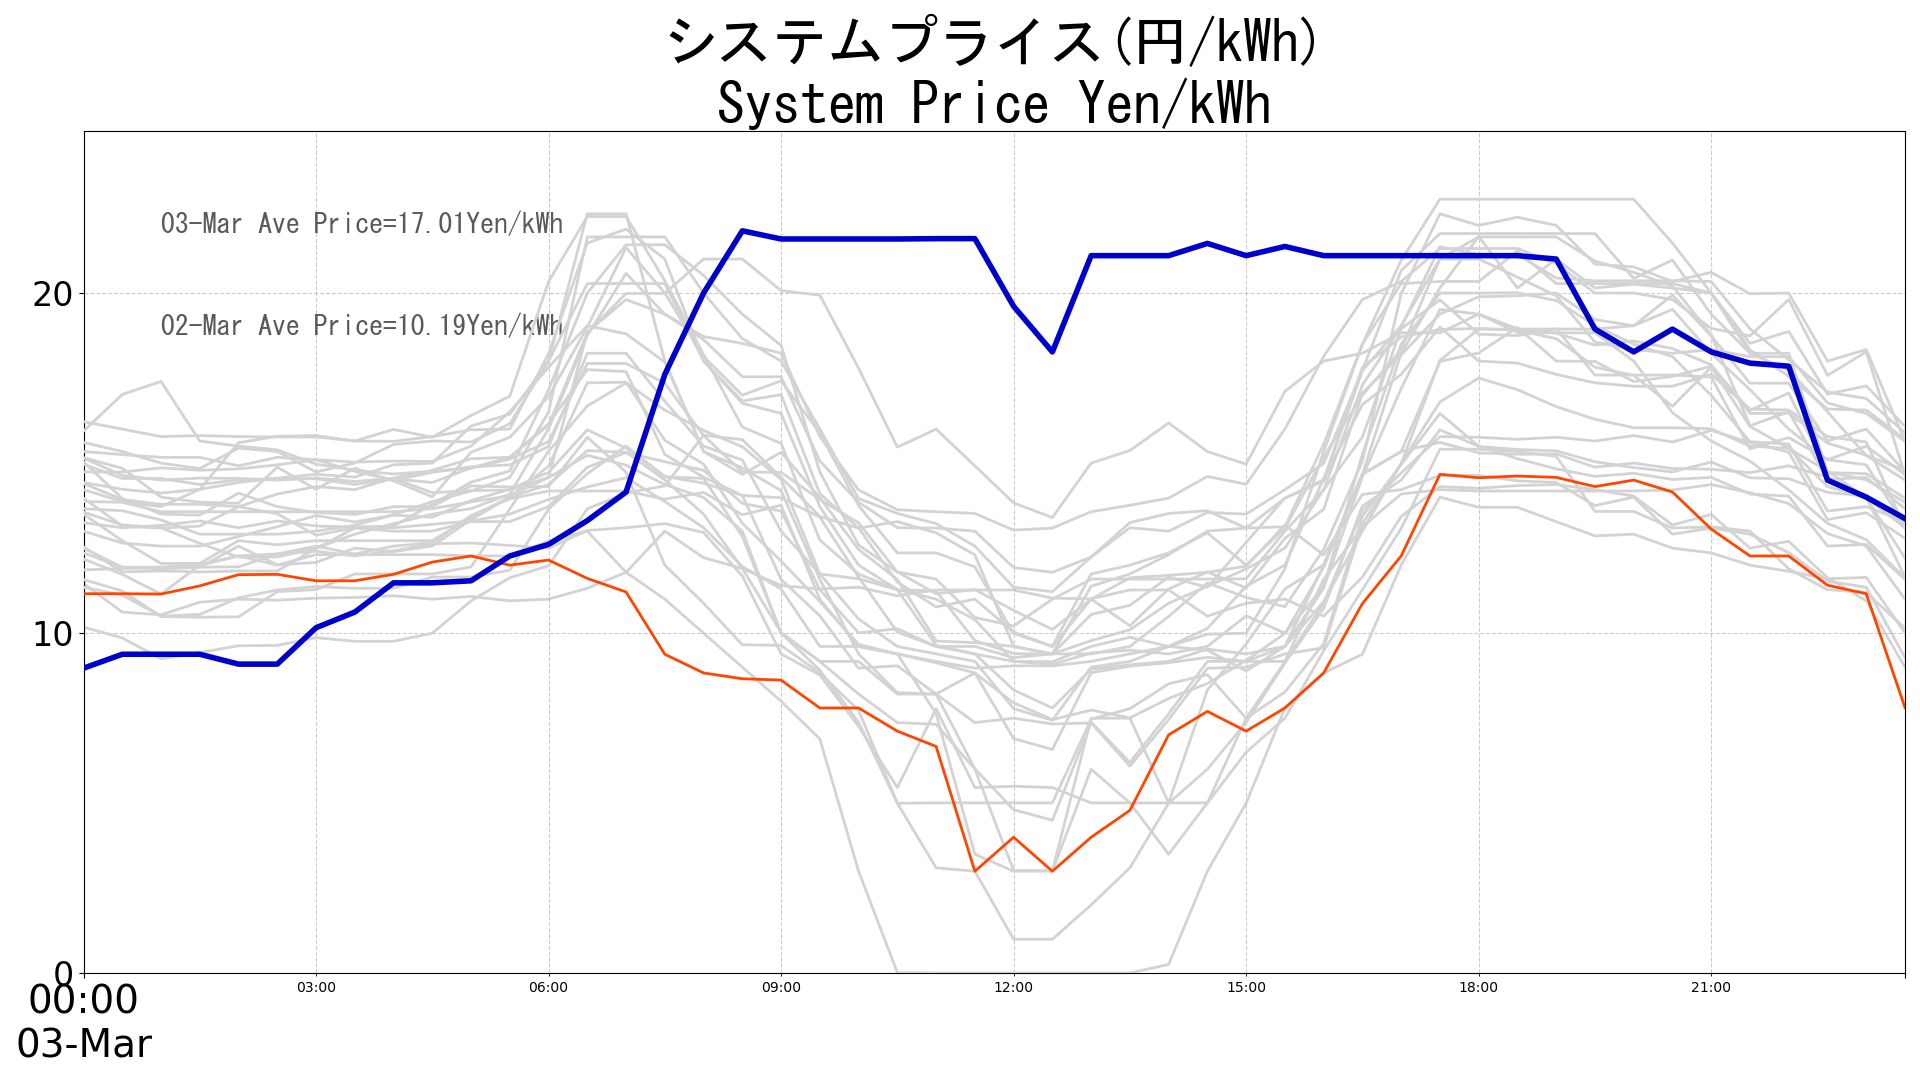 システムプライス(円/kWh)
System Price Yen/kWh
03-Mar Ave Price=17.01Yen/kWh
02-Mar Ave Price=10.19Yen/kWh
20
10
0
00:00 03:00 06:00 09:00 12:00 15:00 18:00 21:00
03-Mar